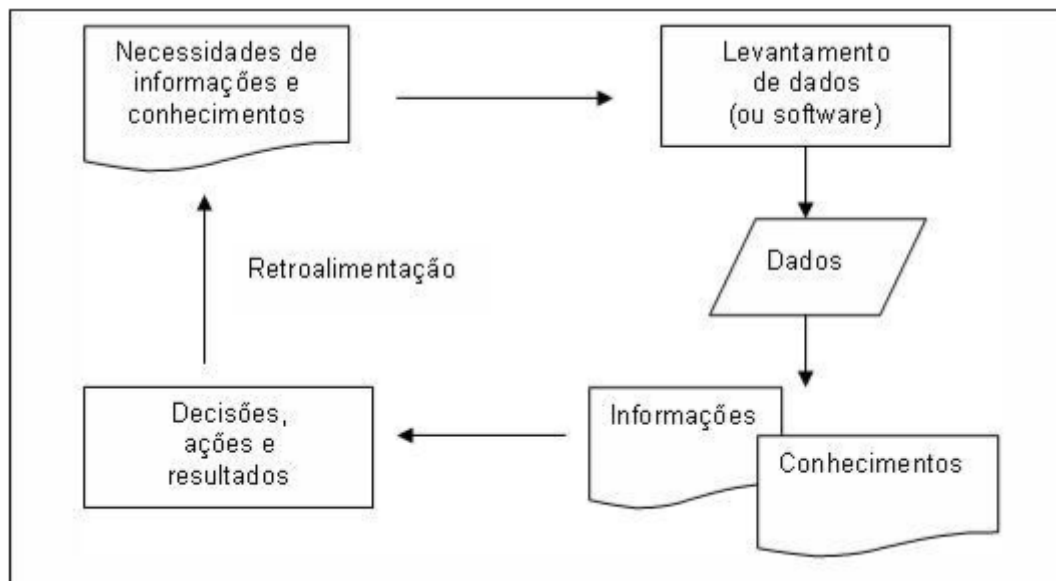 Necessidades de
informações e
conhecimentos
Levantamento
de dados
(ou software)
Dados
Retroalimentação
Informações
Conhecimentos
Decisões,
ações e
resultados